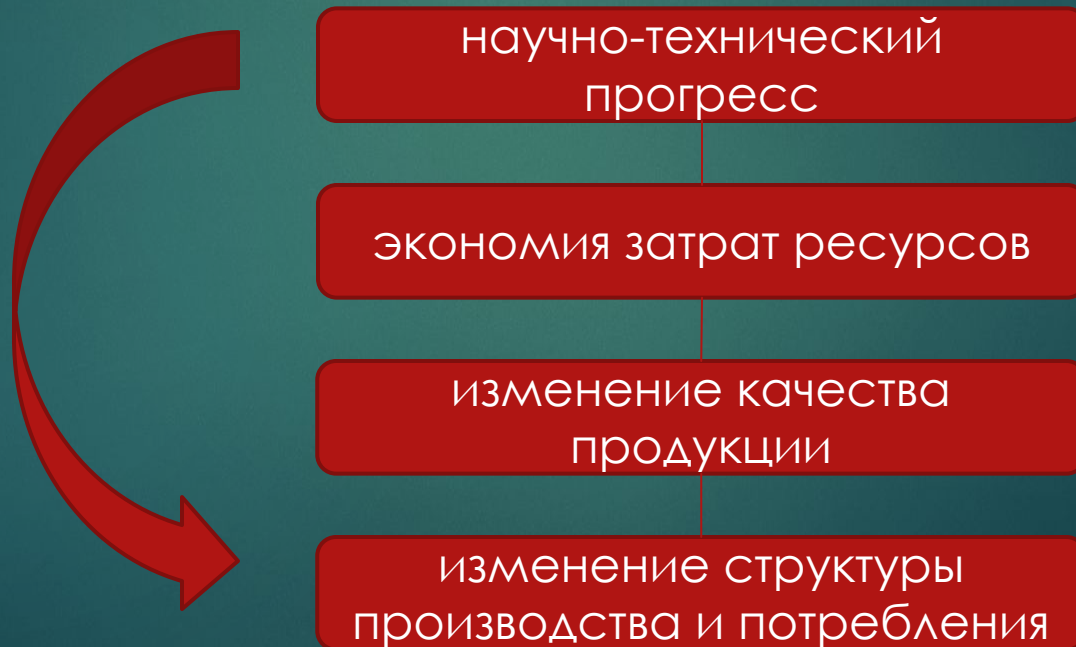 научно-технический
прогресс
экономия затрат ресурсов
изменение качества
продукции
изменение структуры
производства и потребления